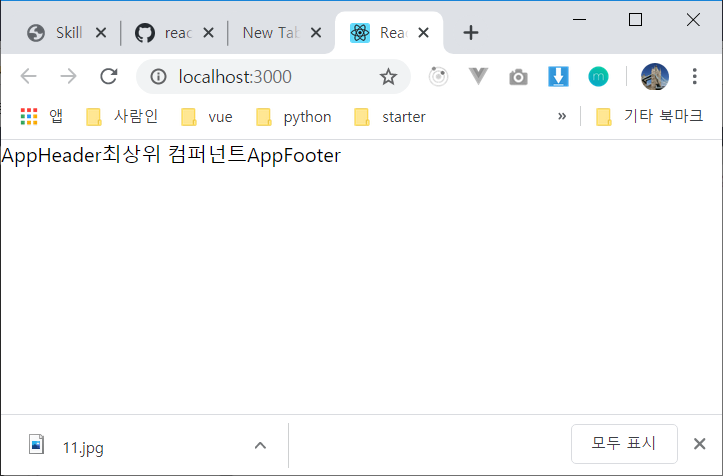 Skill
reac
New Tab
Reac
localhost:3000
앱
사람인
vue
python
starter
»
기타 북마크
AppHeader최상위 컴퍼넌트AppFooter
11.jpg
모두 표시